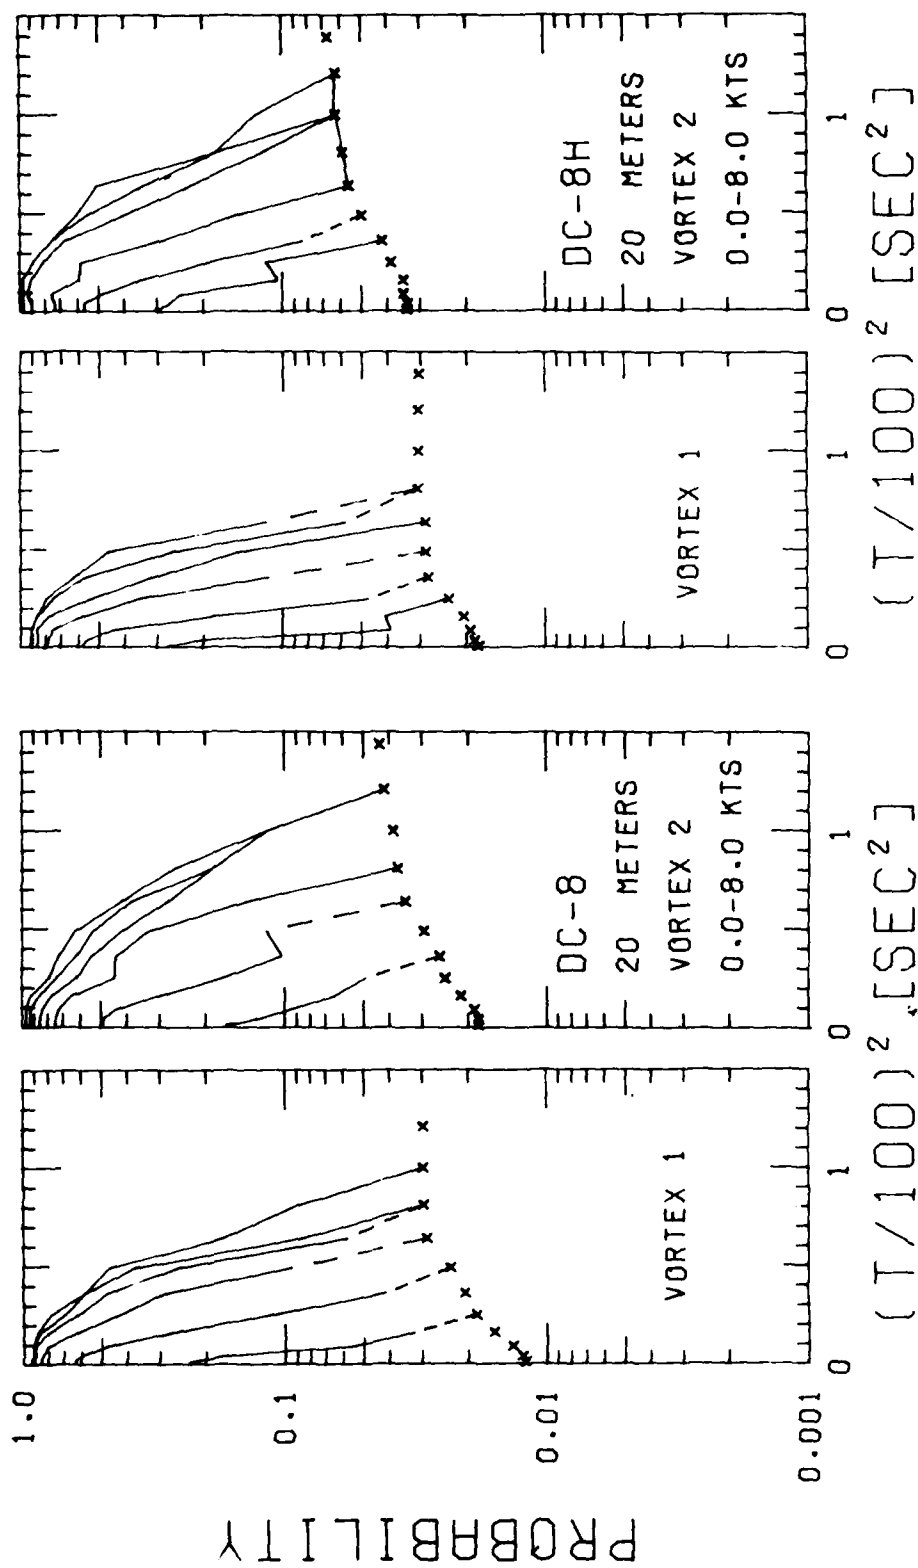 PROBABILITY
1.0
0.1
0.01
0.001
VORTEX 1
0
1
DC-8
20 METERS
VORTEX 2
0.0-8.0 KTS
0
1
(T/100)² [SEC²]
VORTEX 1
0
1
DC-8H
20 METERS
VORTEX 2
0.0-8.0 KTS
0
1
(T/100)² [SEC²]